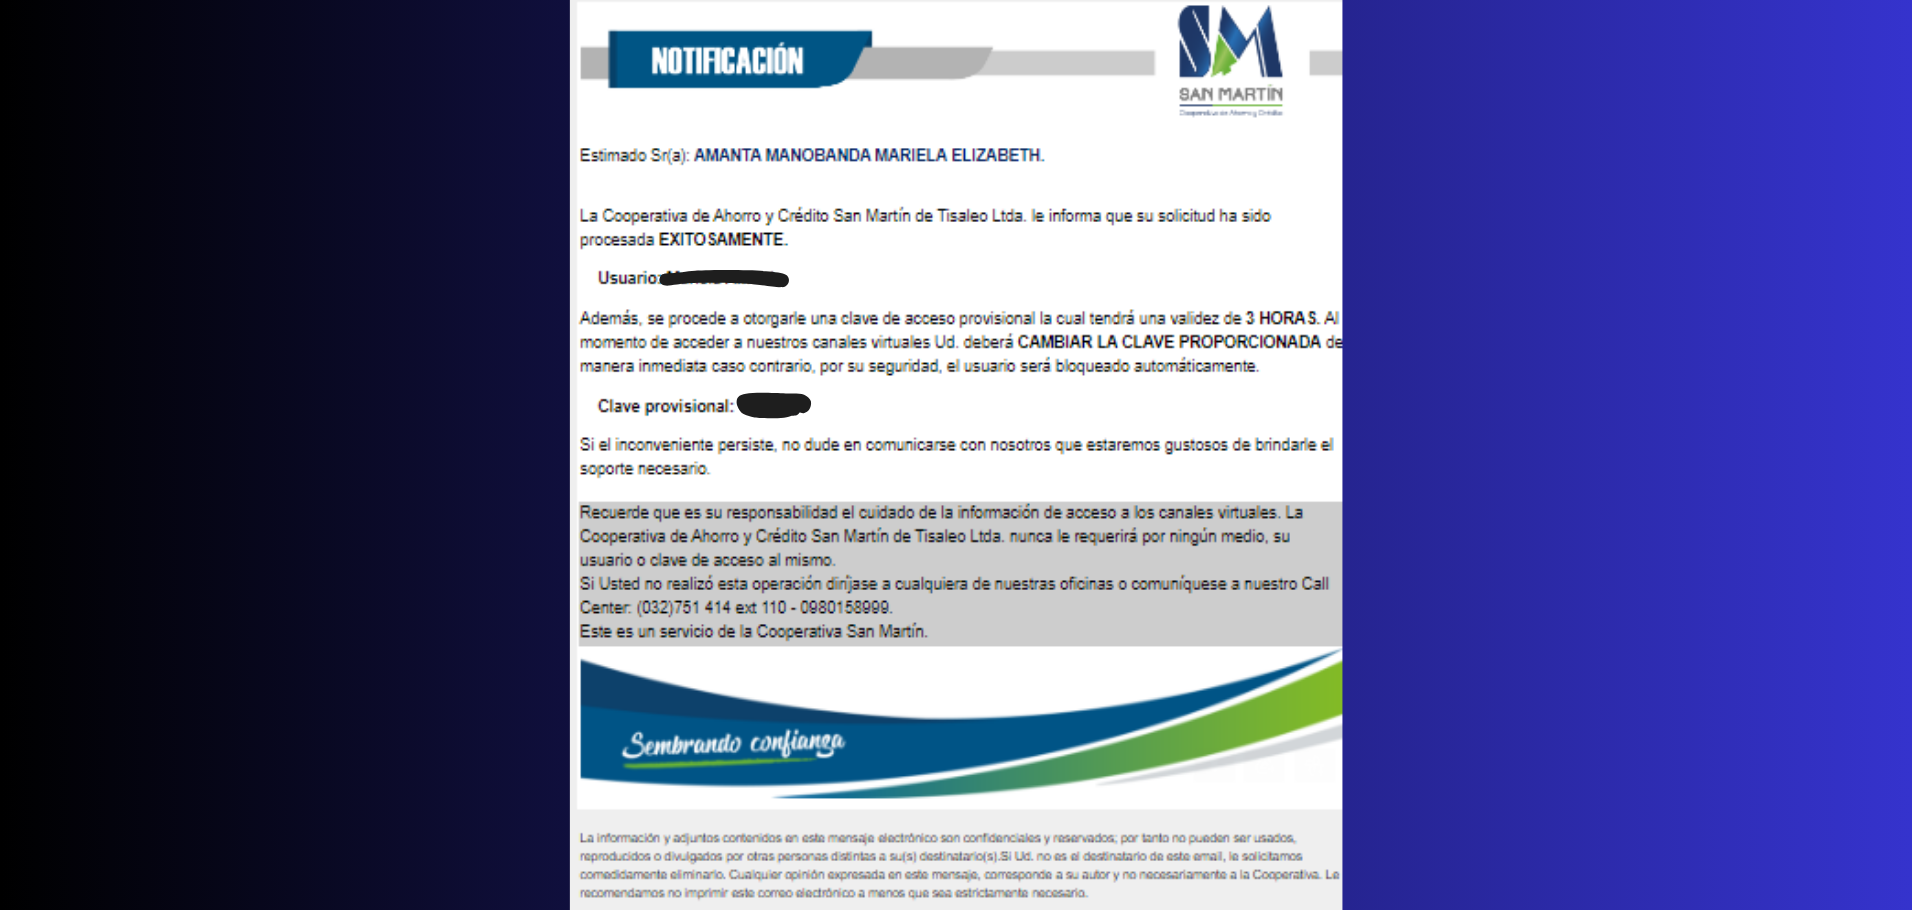 NOTIFICACIÓN
SM
SAN MARTÍN
Cooperativa de Ahorro y Crédito
Estimado Sr(a): AMANTA MANOBANDA MARIELA ELIZABETH.
La Cooperativa de Ahorro y Crédito San Martín de Tisaleo Ltda. le informa que su solicitud ha sido
procesada EXITOSAMENTE.
Usuario:
Además, se procede a otorgarle una clave de acceso provisional la cual tendrá una validez de 3 HORAS. Al
momento de acceder a nuestros canales virtuales Ud. deberá CAMBIAR LA CLAVE PROPORCIONADA de
manera inmediata caso contrario, por su seguridad, el usuario será bloqueado automáticamente.
Clave provisional:
Si el inconveniente persiste, no dude en comunicarse con nosotros que estaremos gustosos de brindarle el
soporte necesario.
Recuerde que es su responsabilidad el cuidado de la información de acceso a los canales virtuales. La
Cooperativa de Ahorro y Crédito San Martín de Tisaleo Ltda. nunca le requerirá por ningún medio, su
usuario o clave de acceso al mismo.
Si Usted no realizó esta operación diríjase a cualquiera de nuestras oficinas o comuníquese a nuestro Call
Center: (032)751 414 ext 110 - 0980158999.
Este es un servicio de la Cooperativa San Martín.
Sembrando confianza
La información y adjuntos contenidos en este mensaje electrónico son confidenciales y reservados; por tanto no pueden ser usados,
reproducidos o divulgados por otras personas distintas a su(s) destinatario(s).Si Ud. no es el destinatario de este email, le solicitamos
comedidamente eliminarlo. Cualquier opinión expresada en este mensaje, corresponde a su autor y no necesariamente a la Cooperativa. Le
recomendamos no imprimir este correo electrónico a menos que sea estrictamente necesario.